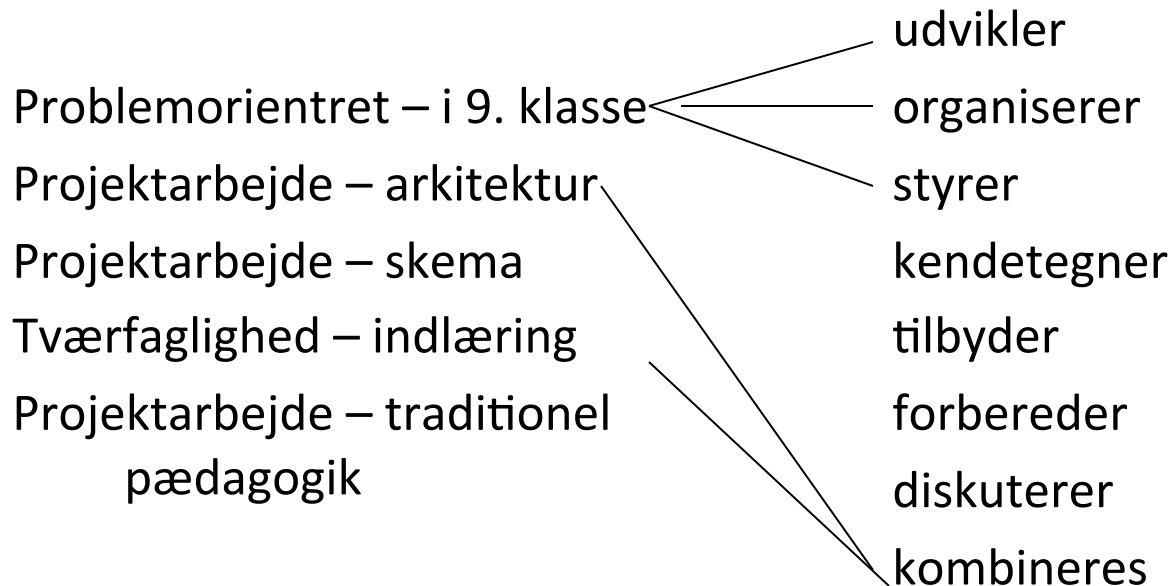 Problemorientret – i 9. klasse
Projektarbejde – arkitektur
Projektarbejde – skema
Tværfaglighed – indlæring
Projektarbejde – traditionel
pædagogik
udvikler
organiserer
styrer
kendetegner
tilbyder
forbereder
diskuterer
kombineres